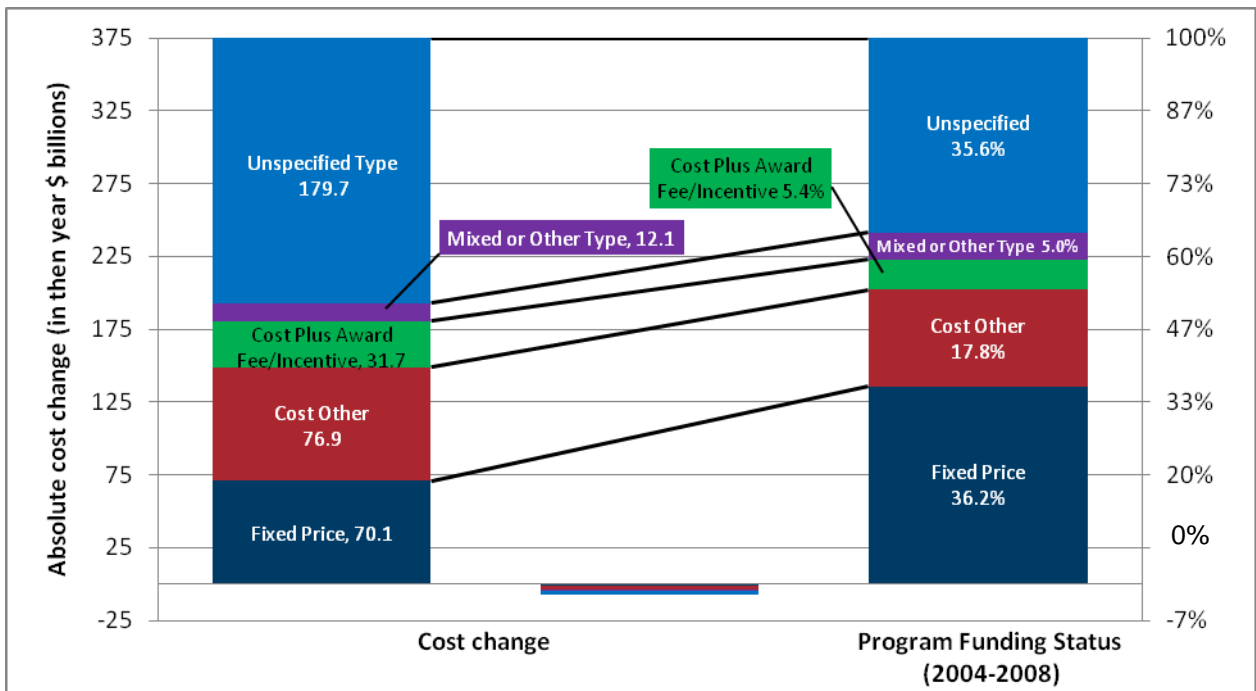 Absolute cost change (in then year $ billions)
375
325
275
225
175
125
75
25
-25
Unspecified Type
179.7
Mixed or Other Type, 12.1
Cost Plus Award
Fee/Incentive, 31.7
Cost Other
76.9
Fixed Price, 70.1
Cost Plus Award
Fee/Incentive 5.4%
Unspecified
35.6%
Mixed or Other Type 5.0%
Cost Other
17.8%
Fixed Price
36.2%
100%
87%
73%
60%
47%
33%
20%
0%
-7%
Cost change
Program Funding Status
(2004-2008)